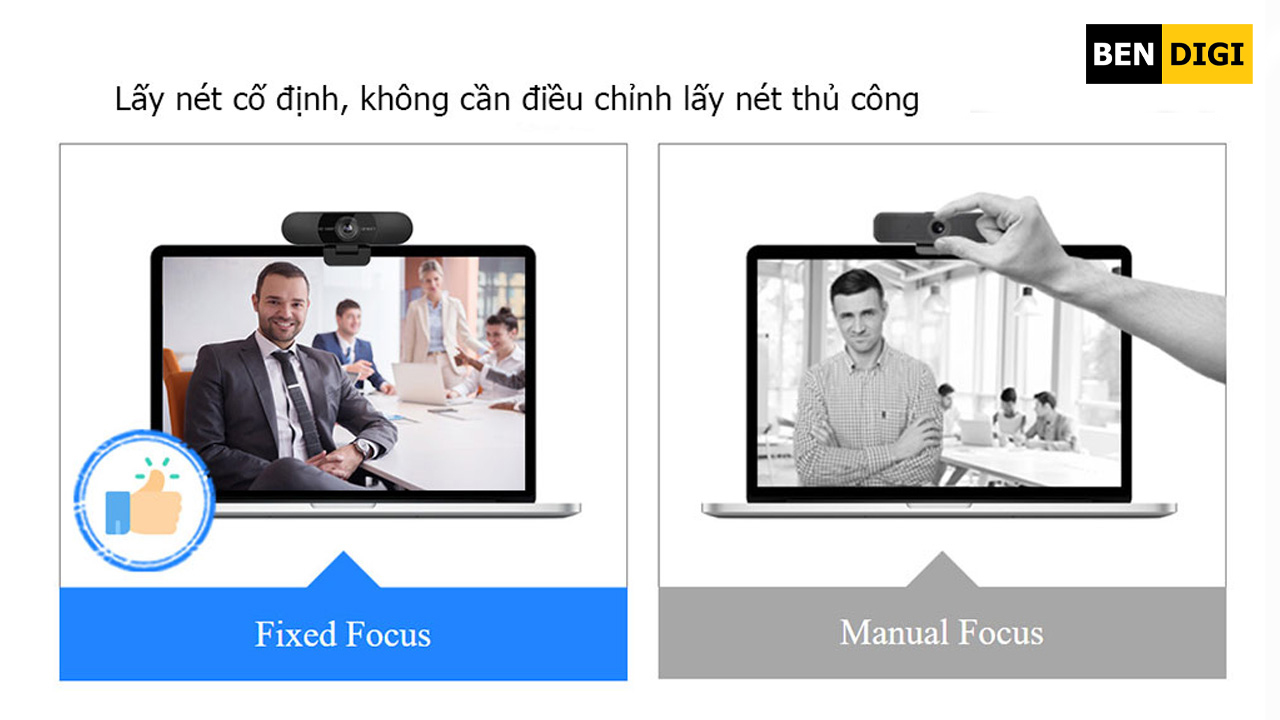 BEN DIGI
Lấy nét cố định, không cần điều chỉnh lấy nét thủ công
Fixed Focus
Manual Focus